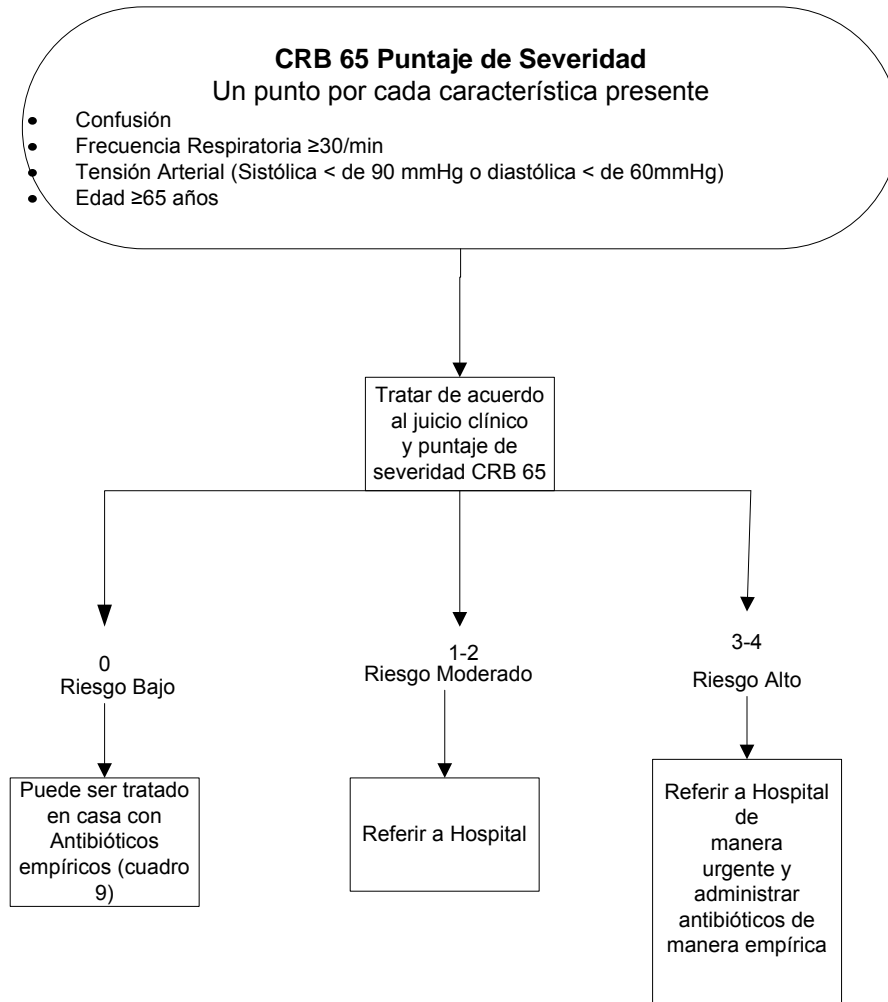 CRB 65 Puntaje de Severidad
Un punto por cada característica presente
• Confusión
• Frecuencia Respiratoria ≥30/min
• Tensión Arterial (Sistólica < de 90 mmHg o diastólica < de 60mmHg)
• Edad ≥65 años
Tratar de acuerdo
al juicio clínico
y puntaje de
severidad CRB 65
0
Riesgo Bajo
1-2
Riesgo Moderado
3-4
Riesgo Alto
Puede ser tratado
en casa con
Antibióticos
empíricos (cuadro
9)
Referir a Hospital
Referir a Hospital
de
manera
urgente y
administrar
antibióticos de
manera empírica